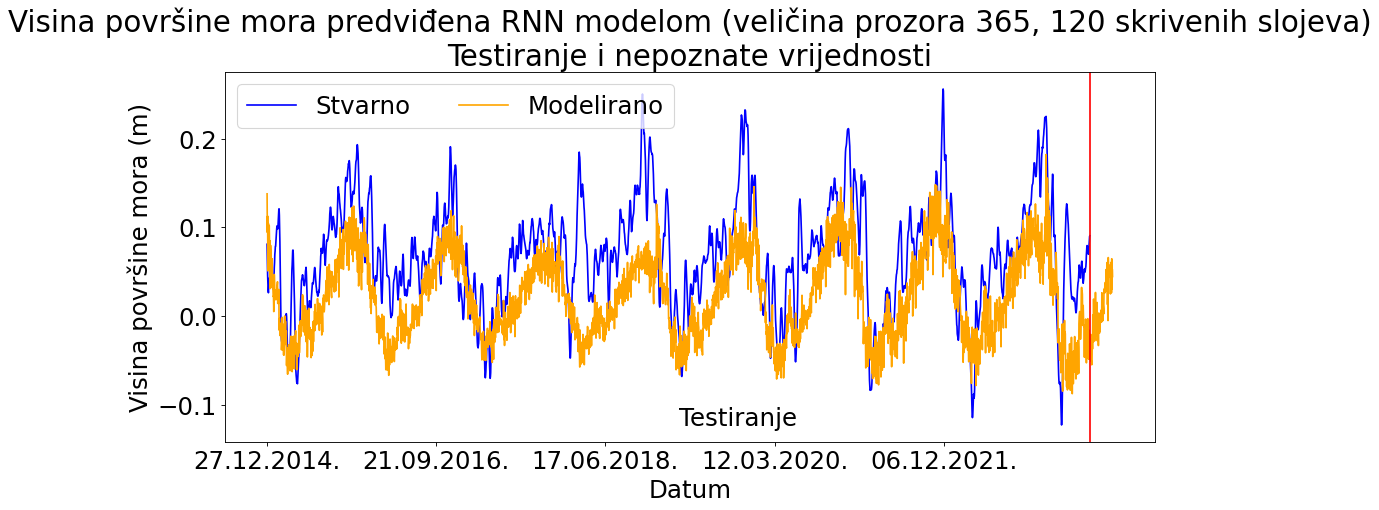 Visina površine mora predviđena RNN modelom (veličina prozora 365, 120 skrivenih slojeva)
Testiranje i nepoznate vrijednosti
Stvarno
Modelirano
Visina površine mora (m)
0.2
0.1
0.0
−0.1
Testiranje
27.12.2014.
21.09.2016.
17.06.2018.
12.03.2020.
06.12.2021.
Datum